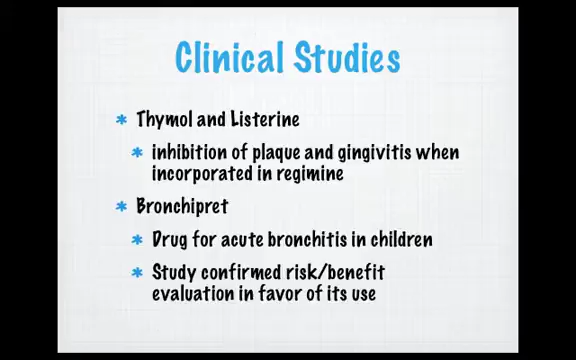 Clinical Studies
Thymol and Listerine
inhibition of plaque and gingivitis when
incorporated in regimine
Bronchipret
Drug for acute bronchitis in children
Study confirmed risk/benefit
evaluation in favor of its use